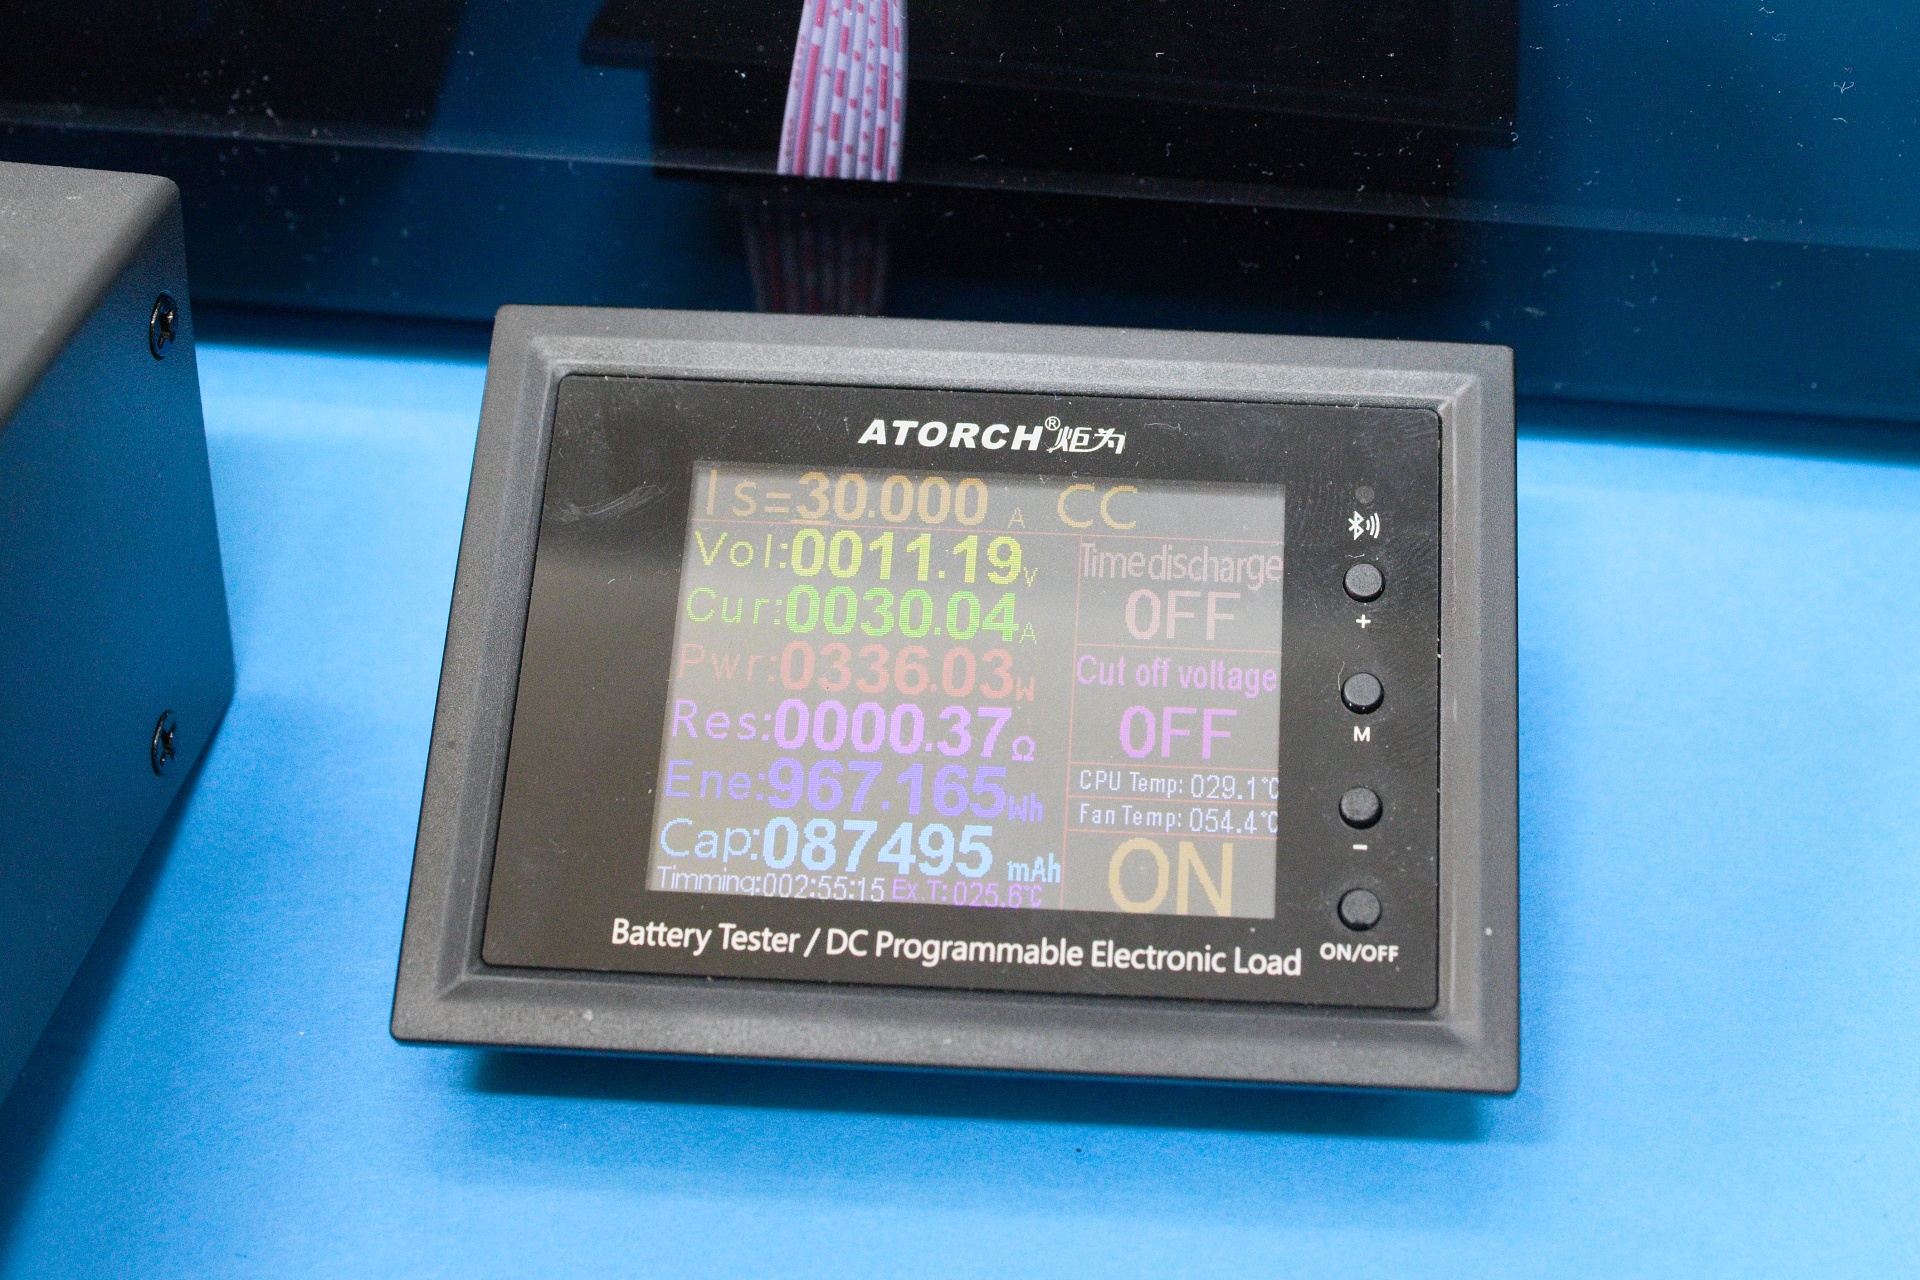 ATORCH®炬为
Is=30.000 A CC
Vol:0011.19V
Cur:0030.04A
Pwr:0336.03W
Res:0000.37Ω
Ene:967.165Wh
Cap:087495 mAh
Timming:002:55:15 Ex.T:025.6℃
Timedischarge
OFF
Cut off voltage
OFF
CPU Temp: 029.1℃
Fan Temp: 054.4℃
ON
+
M
-
ON/OFF
Battery Tester / DC Programmable Electronic Load